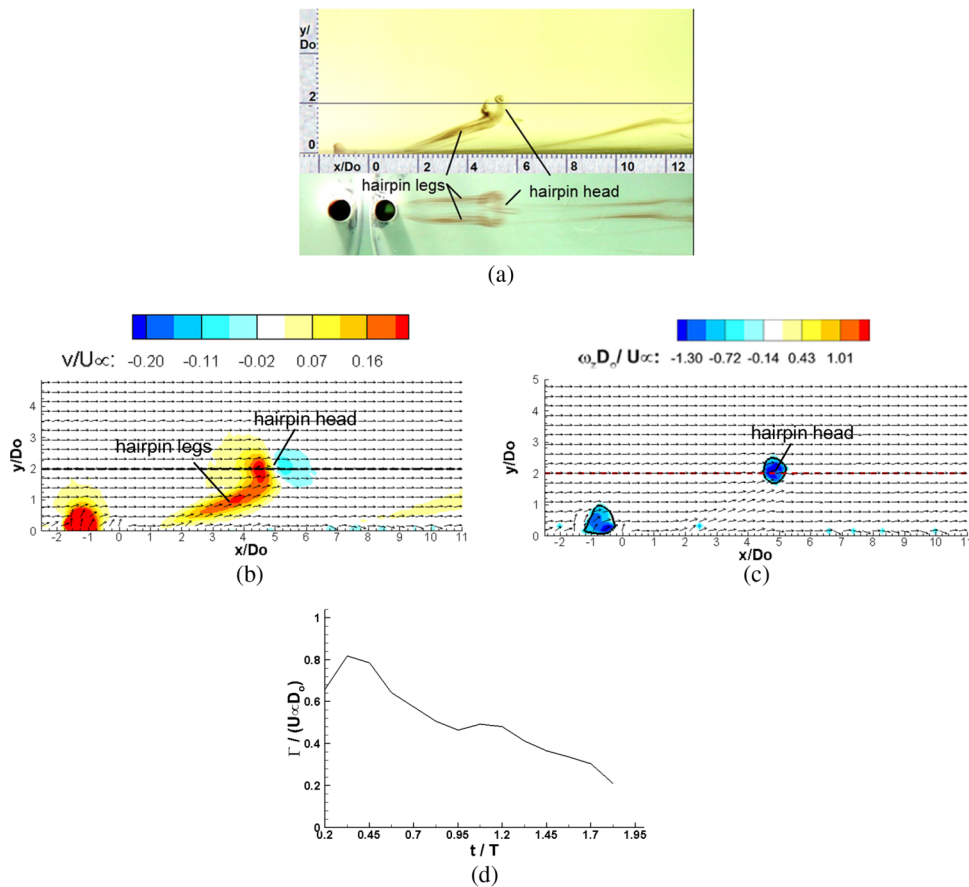 y/
Do
2
0
x/Do 0 2 4 6 8 10 12
hairpin legs hairpin head
(a)
v/U∝: -0.20 -0.11 -0.02 0.07 0.16
4
3
2
1
0
y/Do
hairpin head
hairpin legs
-2 -1 0 1 2 3 4 5 6 7 8 9 10 11
x/Do
(b)
ω_z D_o / U∝: -1.30 -0.72 -0.14 0.43 1.01
5
4
3
2
1
0
y/Do
hairpin head
-2 -1 0 1 2 3 4 5 6 7 8 9 10 11
x/Do
(c)
1
0.8
0.6
0.4
0.2
0
Γ / (U∝D_o)
0.2 0.45 0.7 0.95 1.2 1.45 1.7 1.95
t / T
(d)